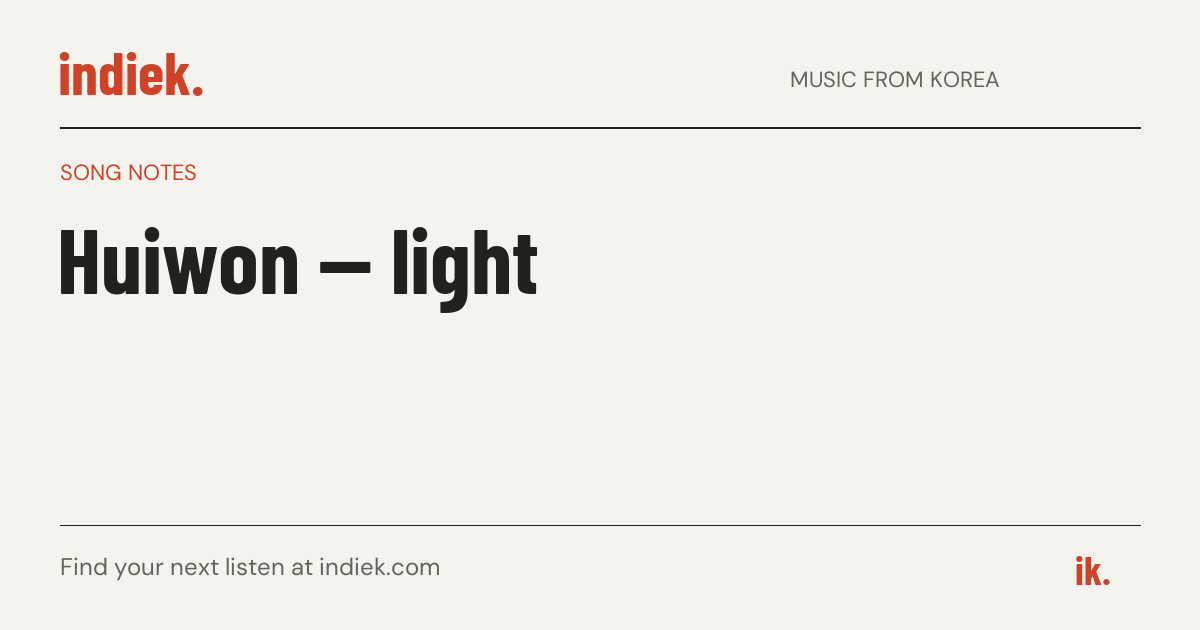 indiek.
MUSIC FROM KOREA
SONG NOTES
Huiwon — light
Find your next listen at indiek.com
ik.